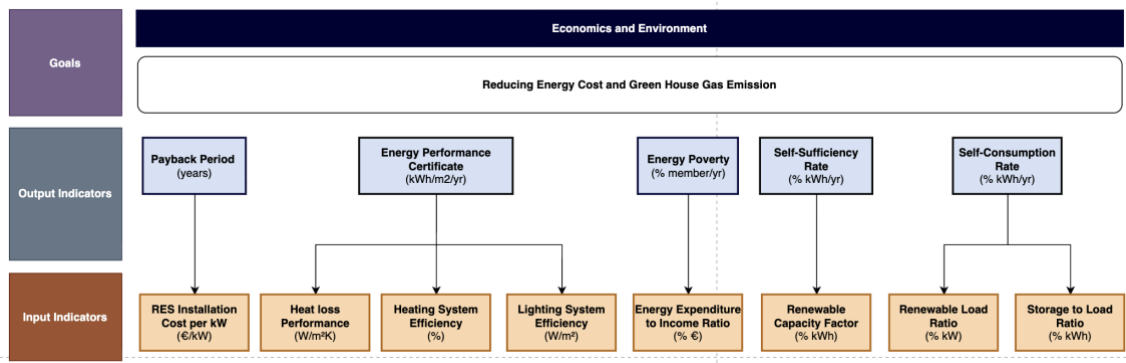 Economics and Environment
Goals
Reducing Energy Cost and Green House Gas Emission
Output Indicators
Payback Period
(years)
Energy Performance
Certificate
(kWh/m2/yr)
Energy Poverty
(% member/yr)
Self-Sufficiency
Rate
(% kWh/yr)
Self-Consumption
Rate
(% kWh/yr)
Input Indicators
RES Installation
Cost per kW
(€/kW)
Heat loss
Performance
(W/m²K)
Heating System
Efficiency
(%)
Lighting System
Efficiency
(W/m²)
Energy Expenditure
to Income Ratio
(% €)
Renewable
Capacity Factor
(% kWh)
Renewable Load
Ratio
(% kW)
Storage to Load
Ratio
(% kWh)